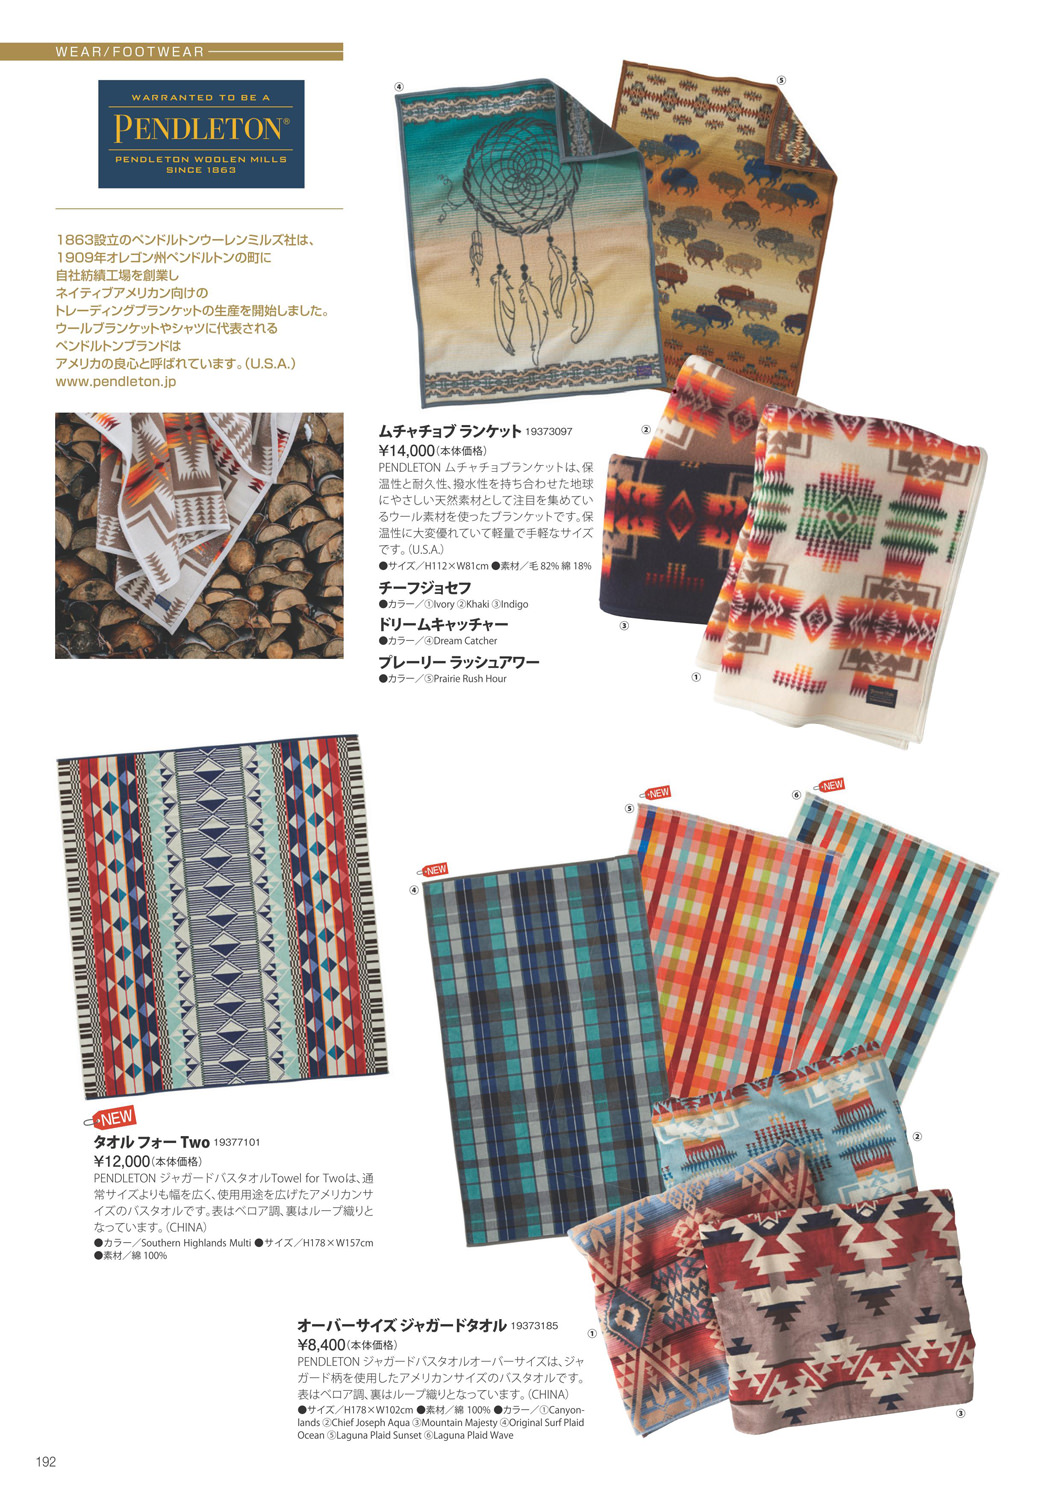 WEAR/FOOTWEAR
WARRANTED TO BE A
PENDLETON®
PENDLETON WOOLEN MILLS
SINCE 1863
1863設立のペンドルトンウーレンミルズ社は、
1909年オレゴン州ペンドルトンの町に
自社紡績工場を創業し
ネイティブアメリカン向けの
トレーディングブランケットの生産を開始しました。
ウールブランケットやシャツに代表される
ペンドルトンブランドは
アメリカの良心と呼ばれています。（U.S.A.）
www.pendleton.jp
④
⑤
②
③
①
ムチャチョブ ランケット 19373097
¥14,000（本体価格）
PENDLETON ムチャチョブランケットは、保
温性と耐久性、撥水性を持ち合わせた地球
にやさしい天然素材として注目を集めてい
るウール素材を使ったブランケットです。保
温性に大変優れていて軽量で手軽なサイズ
です。（U.S.A.）
●サイズ／H112×W81cm ●素材／毛 82% 綿 18%
チーフジョセフ
●カラー／①Ivory ②Khaki ③Indigo
ドリームキャッチャー
●カラー／④Dream Catcher
プレーリー ラッシュアワー
●カラー／⑤Prairie Rush Hour
NEW
タオル フォー Two 19377101
¥12,000（本体価格）
PENDLETON ジャガードバスタオルTowel for Twoは、通
常サイズよりも幅を広く、使用用途を広げたアメリカンサ
イズのバスタオルです。表はベロア調、裏はループ織りと
なっています。（CHINA）
●カラー／Southern Highlands Multi ●サイズ／H178×W157cm
●素材／綿 100%
NEW
④
NEW
⑤
NEW
⑥
②
①
③
オーバーサイズ ジャガードタオル 19373185
¥8,400（本体価格）
PENDLETON ジャガードバスタオルオーバーサイズは、ジャ
ガード柄を使用したアメリカンサイズのバスタオルです。
表はベロア調、裏はループ織りとなっています。（CHINA）
●サイズ／H178×W102cm ●素材／綿 100% ●カラー／①Canyon-
lands ②Chief Joseph Aqua ③Mountain Majesty ④Original Surf Plaid
Ocean ⑤Laguna Plaid Sunset ⑥Laguna Plaid Wave
192